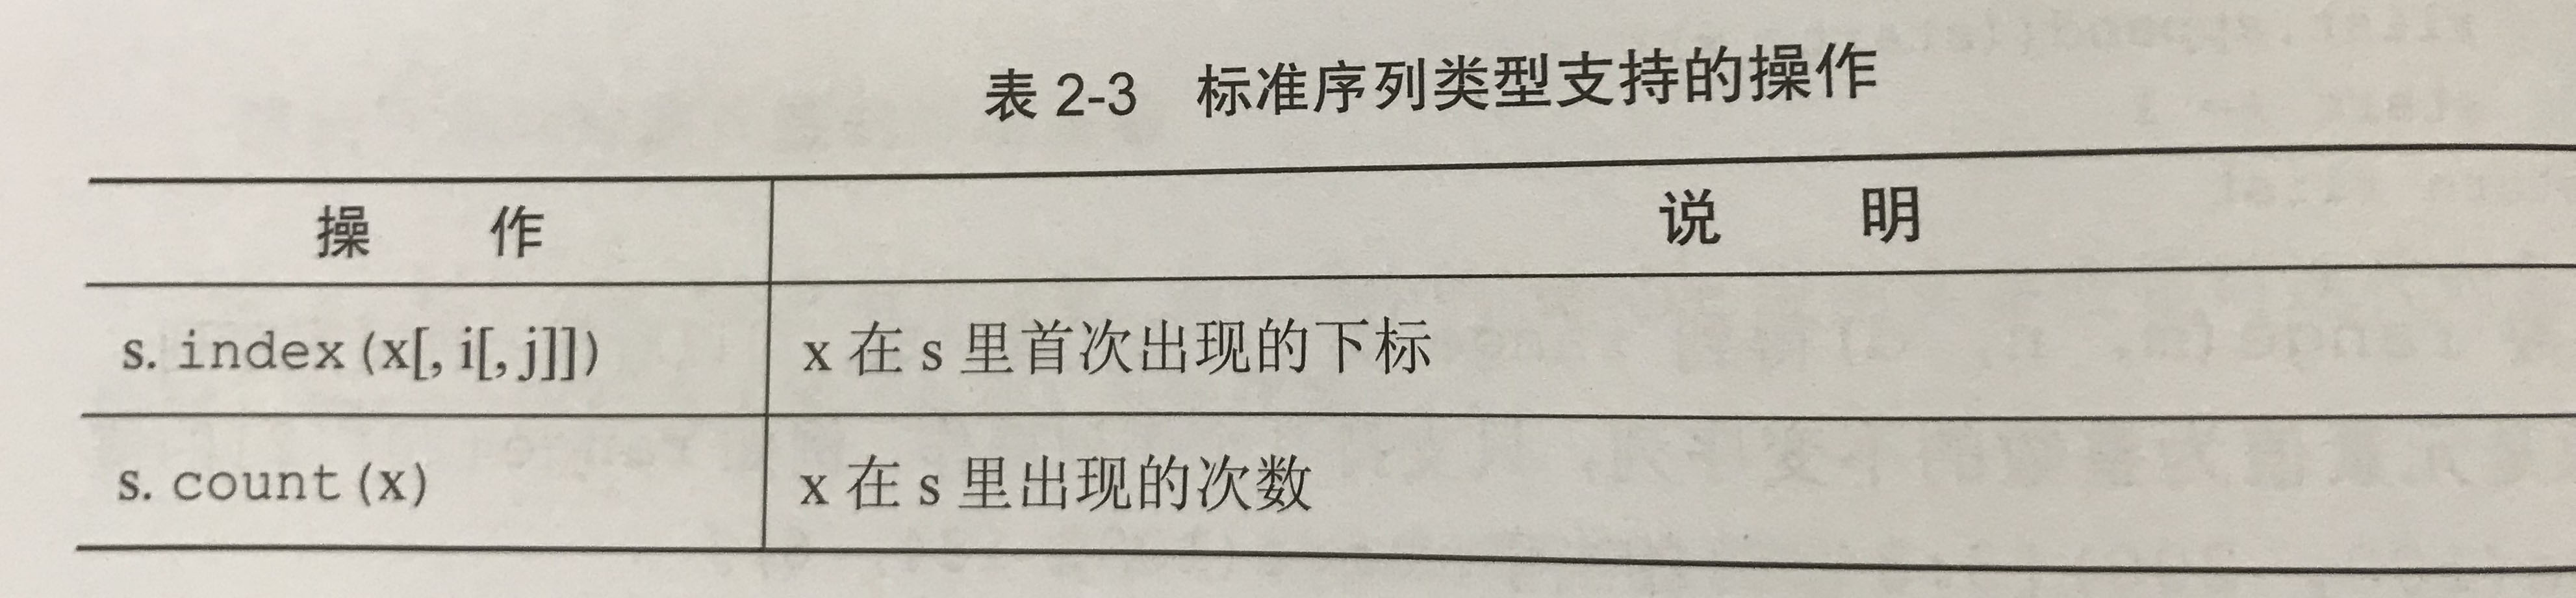 表 2-3 标准序列类型支持的操作
操 作 说 明
s. index (x[, i[, j]]) x 在 s 里首次出现的下标
s. count (x) x 在 s 里出现的次数